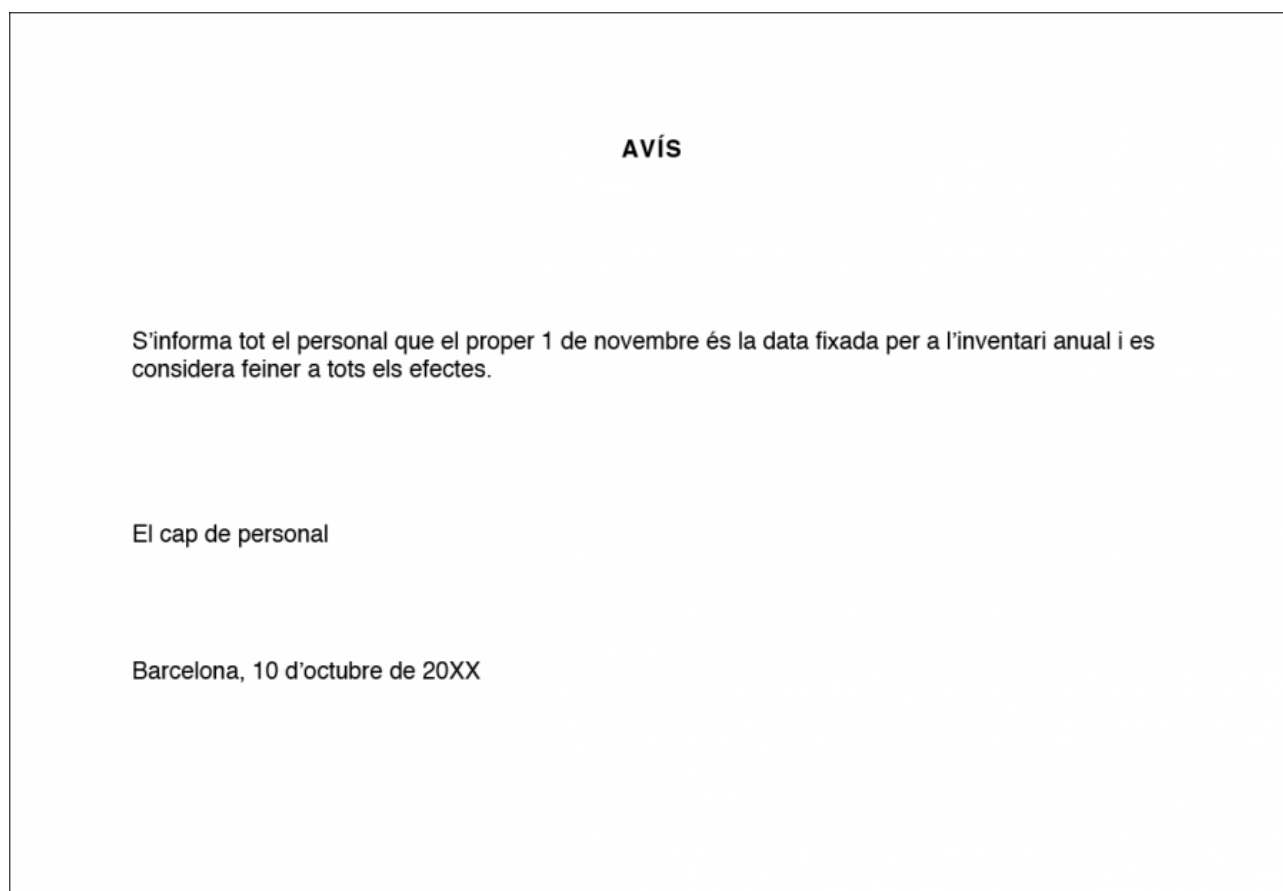 AVÍS
S’informa tot el personal que el proper 1 de novembre és la data fixada per a l’inventari anual i es
considera feiner a tots els efectes.
El cap de personal
Barcelona, 10 d’octubre de 20XX